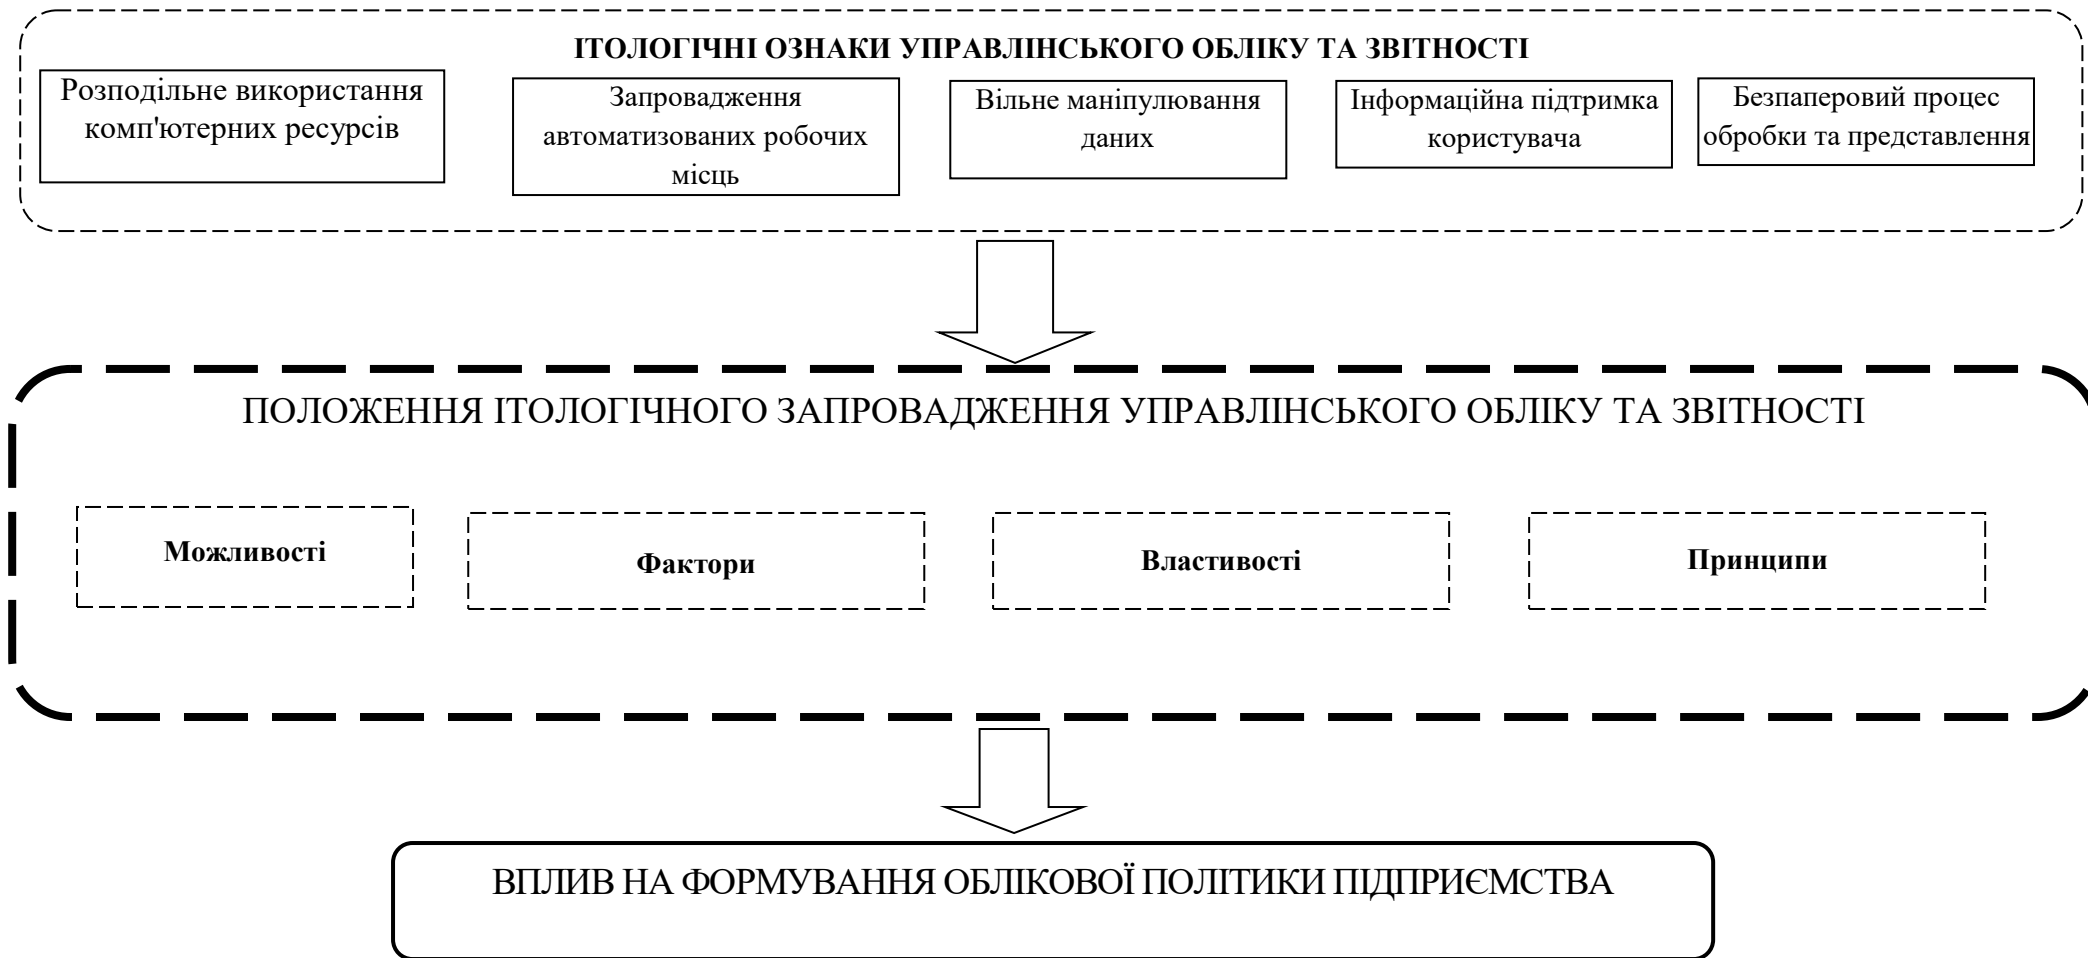 ІТОЛОГІЧНІ ОЗНАКИ УПРАВЛІНСЬКОГО ОБЛІКУ ТА ЗВІТНОСТІ
Розподільне використання
комп'ютерних ресурсів
Запровадження
автоматизованих робочих
місць
Вільне маніпулювання
даних
Інформаційна підтримка
користувача
Безпаперовий процес
обробки та представлення
ПОЛОЖЕННЯ ІТОЛОГІЧНОГО ЗАПРОВАДЖЕННЯ УПРАВЛІНСЬКОГО ОБЛІКУ ТА ЗВІТНОСТІ
Можливості
Фактори
Властивості
Принципи
ВПЛИВ НА ФОРМУВАННЯ ОБЛІКОВОЇ ПОЛІТИКИ ПІДПРИЄМСТВА